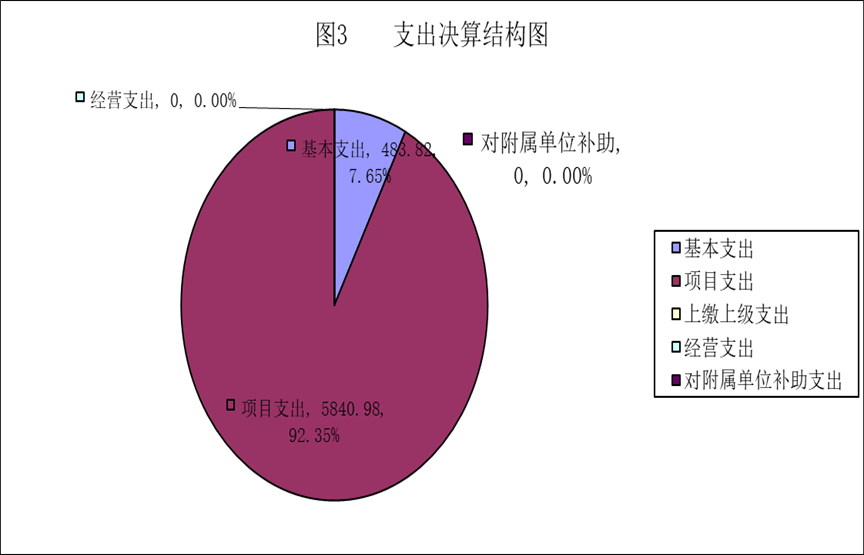 图3 支出决算结构图
经营支出, 0, 0.00%
基本支出, 483.82,
7.65%
对附属单位补助,
0, 0.00%
项目支出, 5840.98,
92.35%
基本支出
项目支出
上缴上级支出
经营支出
对附属单位补助支出